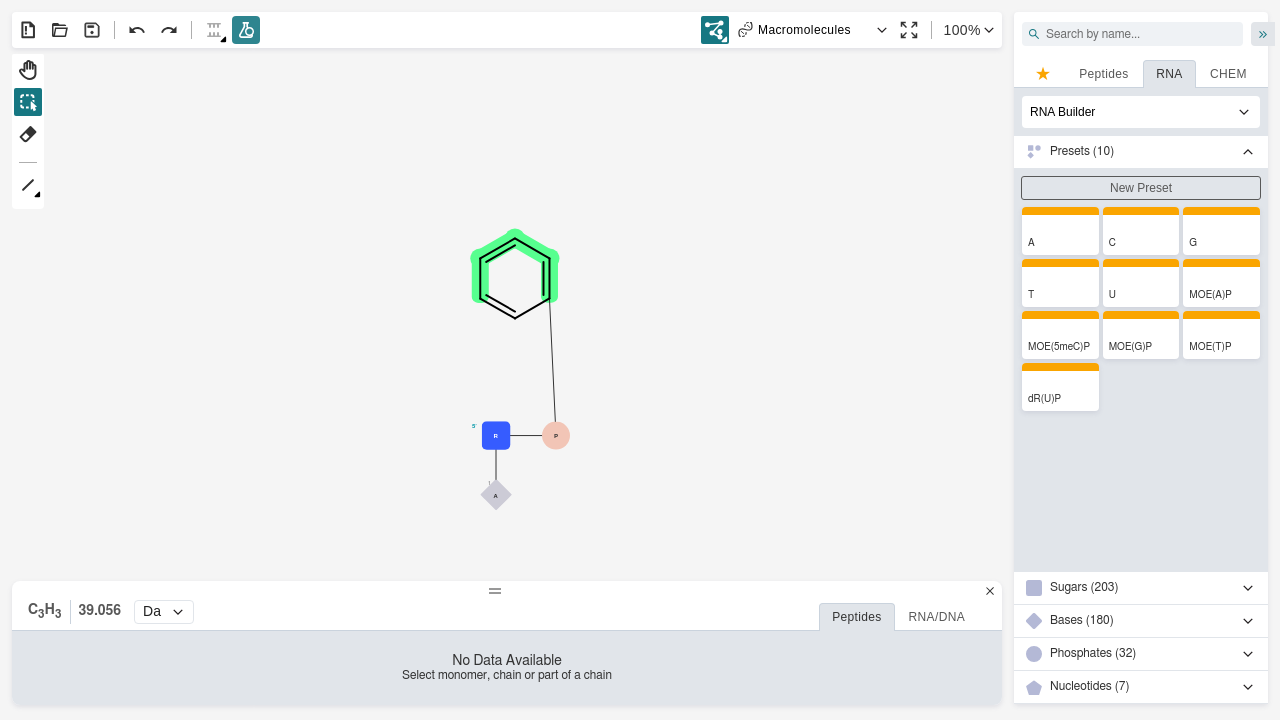 Macromolecules
100%
Search by name...
Peptides
RNA
CHEM
RNA Builder
Presets (10)
New Preset
A
C
G
T
U
MOE(A)P
MOE(5meC)P
MOE(G)P
MOE(T)P
dR(U)P
Sugars (203)
Bases (180)
Phosphates (32)
Nucleotides (7)
5'
R
P
A
C3H3
39.056
Da
Peptides
RNA/DNA
No Data Available
Select monomer, chain or part of a chain